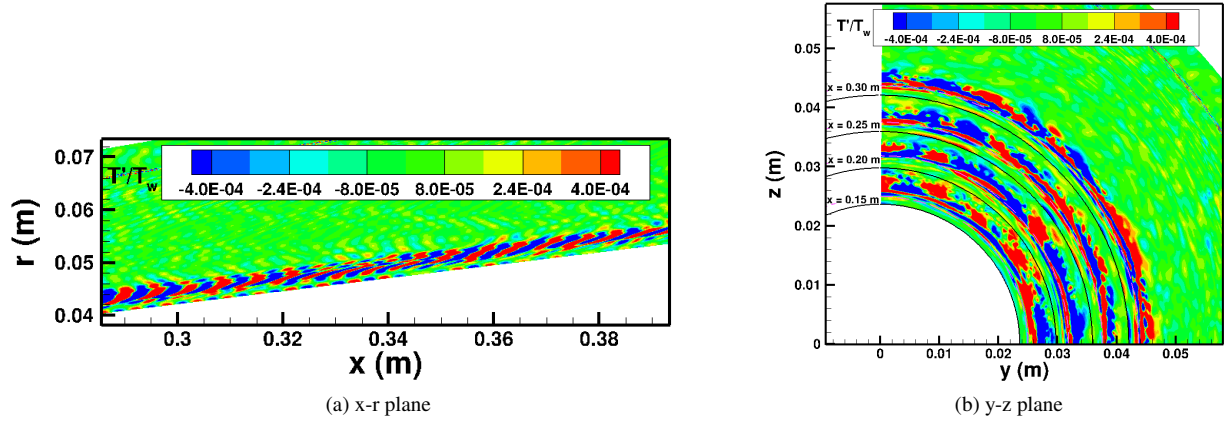 T'/Tw
-4.0E-04 -2.4E-04 -8.0E-05 8.0E-05 2.4E-04 4.0E-04
0.07
0.06
0.05
0.04
r (m)
0.3 0.32 0.34 0.36 0.38
x (m)
(a) x-r plane
T'/Tw
-4.0E-04 -2.4E-04 -8.0E-05 8.0E-05 2.4E-04 4.0E-04
0.05
0.04
0.03
0.02
0.01
0
z (m)
x = 0.30 m
x = 0.25 m
x = 0.20 m
x = 0.15 m
0 0.01 0.02 0.03 0.04 0.05
y (m)
(b) y-z plane